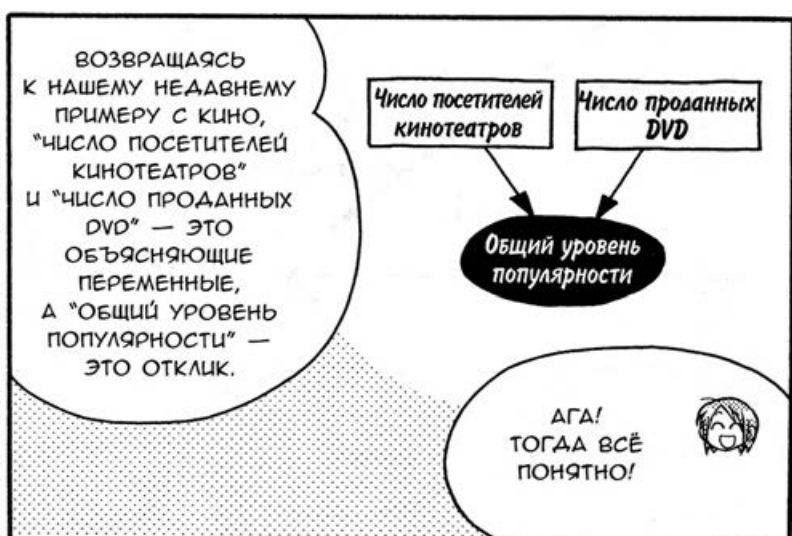 ВОЗВРАЩАЯСЬ
К НАШЕМУ НЕДАВНЕМУ
ПРИМЕРУ С КИНО,
"ЧИСЛО ПОСЕТИТЕЛЕЙ
КИНОТЕАТРОВ"
И "ЧИСЛО ПРОДАННЫХ
DVD" — ЭТО
ОБЪЯСНЯЮЩИЕ
ПЕРЕМЕННЫЕ,
А "ОБЩИЙ УРОВЕНЬ
ПОПУЛЯРНОСТИ" —
ЭТО ОТКЛИК.
Число посетителей
кинотеатров
Число проданных
DVD
Общий уровень
популярности
АГА!
ТОГДА ВСЁ
ПОНЯТНО!